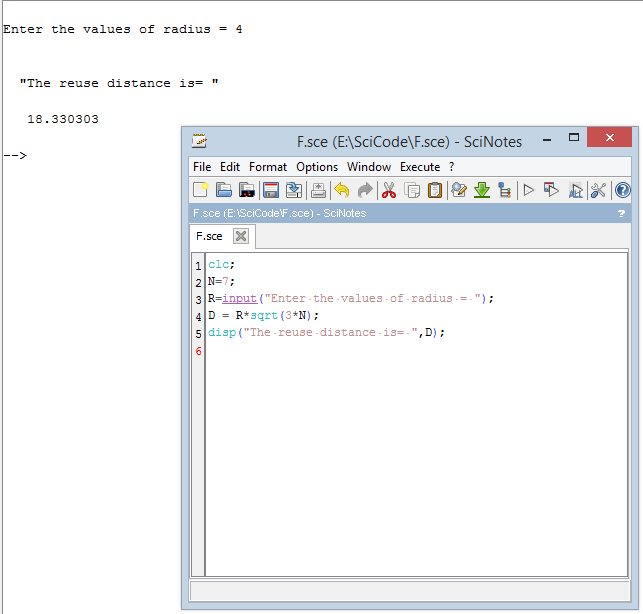 Enter the values of radius = 4
"The reuse distance is= "
18.330303
-->
F.sce (E:\SciCode\F.sce) - SciNotes
File Edit Format Options Window Execute ?
F.sce (E:\SciCode\F.sce) - SciNotes ?
F.sce
1 clc;
2 N=7;
3 R=input("Enter the values of radius = ");
4 D = R*sqrt(3*N);
5 disp("The reuse distance is= ",D);
6